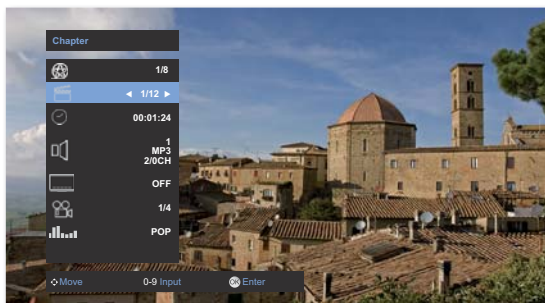 Chapter
1/8
1/12
00:01:24
1
MP3
2/0CH
OFF
1/4
POP
Move 0-9 Input OK Enter